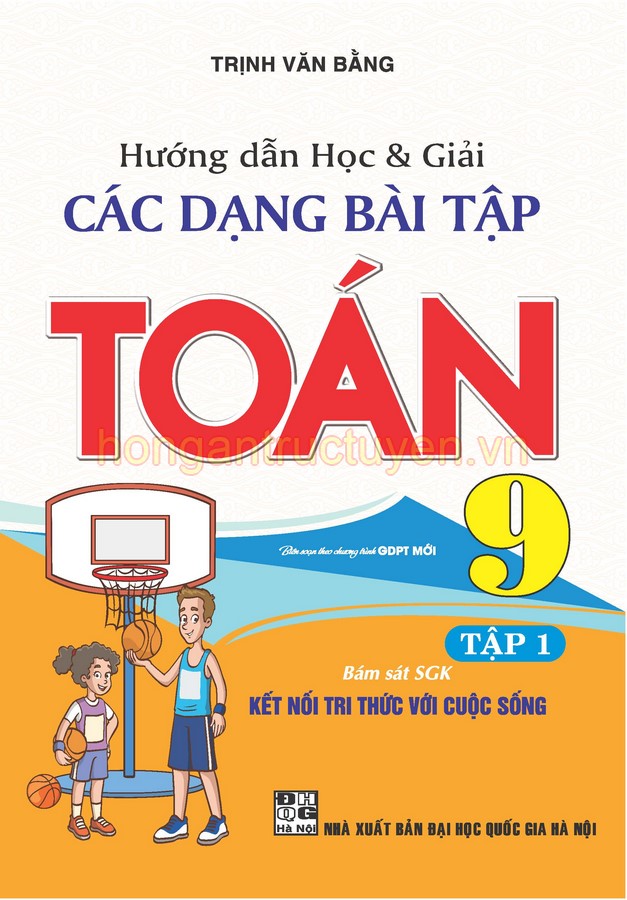 TRỊNH VĂN BẰNG
Hướng dẫn Học & Giải
CÁC DẠNG BÀI TẬP
TOÁN
hongantructuyen.vn
9
Biên soạn theo chương trình GDPT MỚI
TẬP 1
Bám sát SGK
KẾT NỐI TRI THỨC VỚI CUỘC SỐNG
ĐHQG
Hà Nội
NHÀ XUẤT BẢN ĐẠI HỌC QUỐC GIA HÀ NỘI